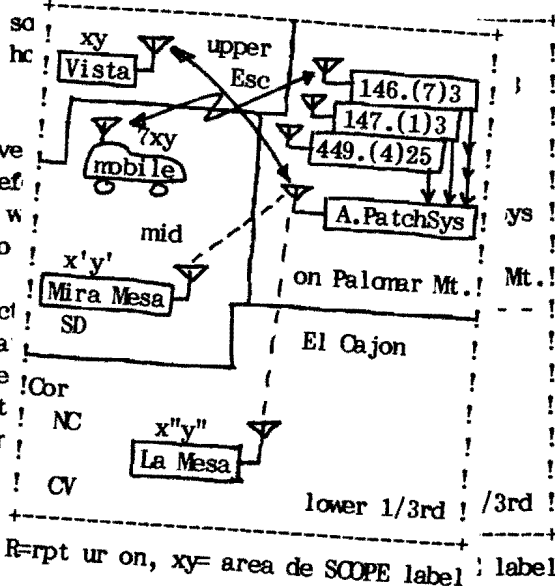 xy
upper
Vista
Esc
146.(7)3
147.(1)3
?xy
449.(4)25
mobile
A.PatchSys
mid
x'y'
on Palomar Mt.
Mt.
Mira Mesa
SD
El Cajon
Cor
NC
x"y"
La Mesa
CV
lower 1/3rd
/3rd
R=rpt ur on, xy= area de SCOPE label
label